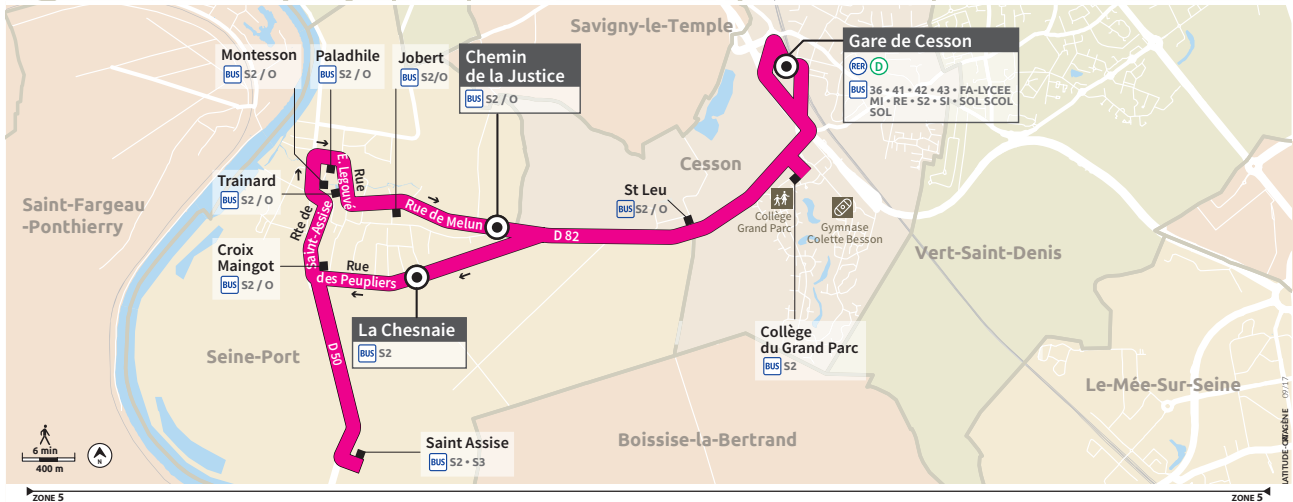 Savigny-le-Temple
Montesson
BUS S2 / O
Paladhile
BUS S2 / O
Jobert
BUS S2/O
Chemin
de la Justice
BUS S2 / O
Gare de Cesson
RER D
BUS 36 • 41 • 42 • 43 • FA-LYCEE
MI • RE • S2 • SI • SOL SCOL
SOL
Cesson
Trainard
BUS S2 / O
Rue
E. Legouvé
Rue de Melun
St Leu
BUS S2 / O
D 82
Collège
Grand Parc
Gymnase
Colette Besson
Saint-Fargeau
-Ponthierry
Rte de
Saint-Assise
Croix
Maingot
BUS S2 / O
Rue
des Peupliers
Vert-Saint-Denis
La Chesnaie
BUS S2
Collège
du Grand Parc
BUS S2
Seine-Port
D 50
Le-Mée-Sur-Seine
Boissise-la-Bertrand
Saint Assise
BUS S2 • S3
6 min
400 m
N
09/17
ZONE 5
ZONE 5